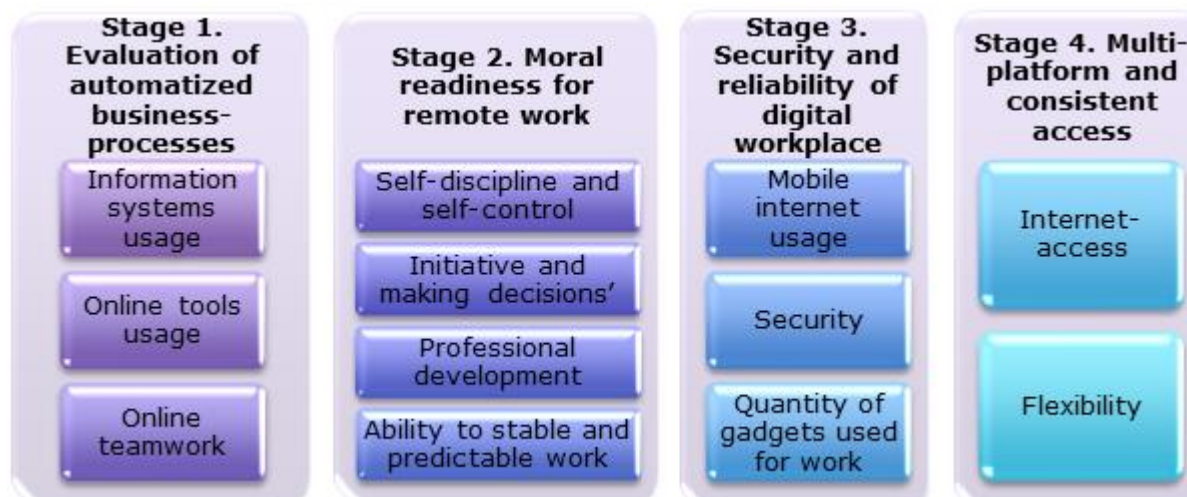 Stage 1.
Evaluation of
automatized
business-
processes
Information
systems
usage
Online tools
usage
Online
teamwork
Stage 2. Moral
readiness for
remote work
Self-discipline and
self-control
Initiative and
making decisions’
Professional
development
Ability to stable and
predictable work
Stage 3.
Security and
reliability of
digital
workplace
Mobile
internet
usage
Security
Quantity of
gadgets used
for work
Stage 4. Multi-
platform and
consistent
access
Internet-
access
Flexibility